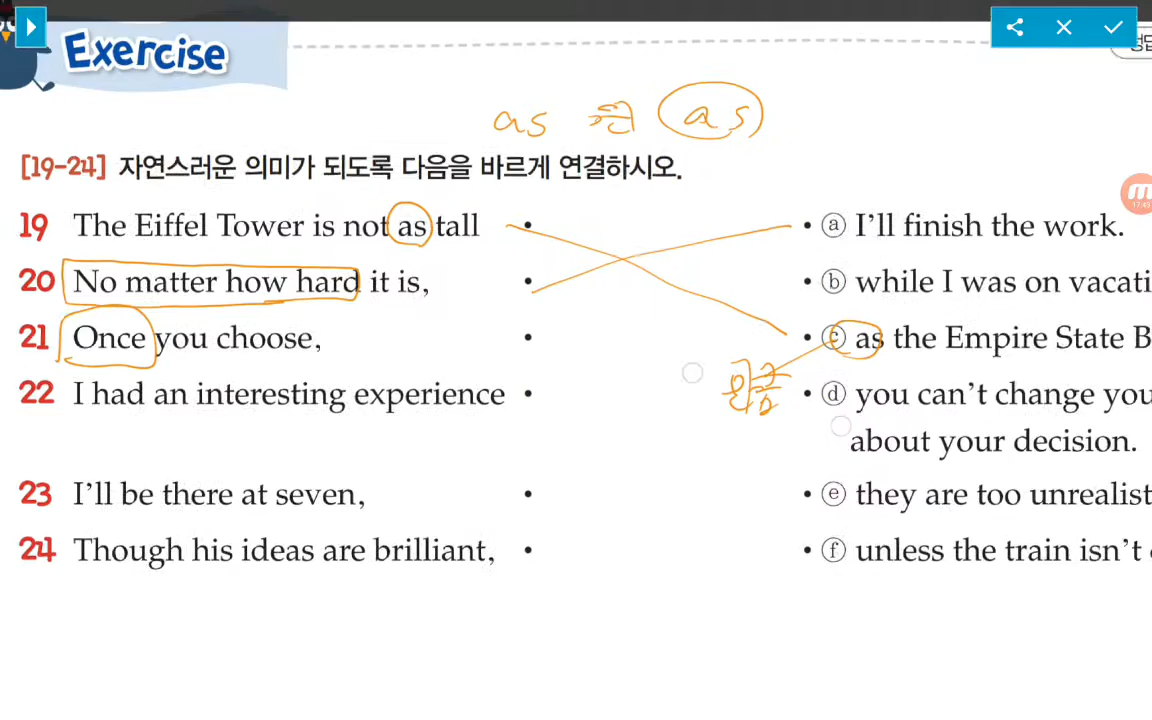 Exercise
as 원 as
[19-24] 자연스러운 의미가 되도록 다음을 바르게 연결하시오.
19 The Eiffel Tower is not as tall • • ⓐ I'll finish the work.
20 No matter how hard it is, • • ⓑ while I was on vacati
21 Once you choose, • • ⓒ as the Empire State B
22 I had an interesting experience • • ⓓ you can't change you
about your decision.
23 I'll be there at seven, • • ⓔ they are too unrealist
24 Though his ideas are brilliant, • • ⓕ unless the train isn't
17:43